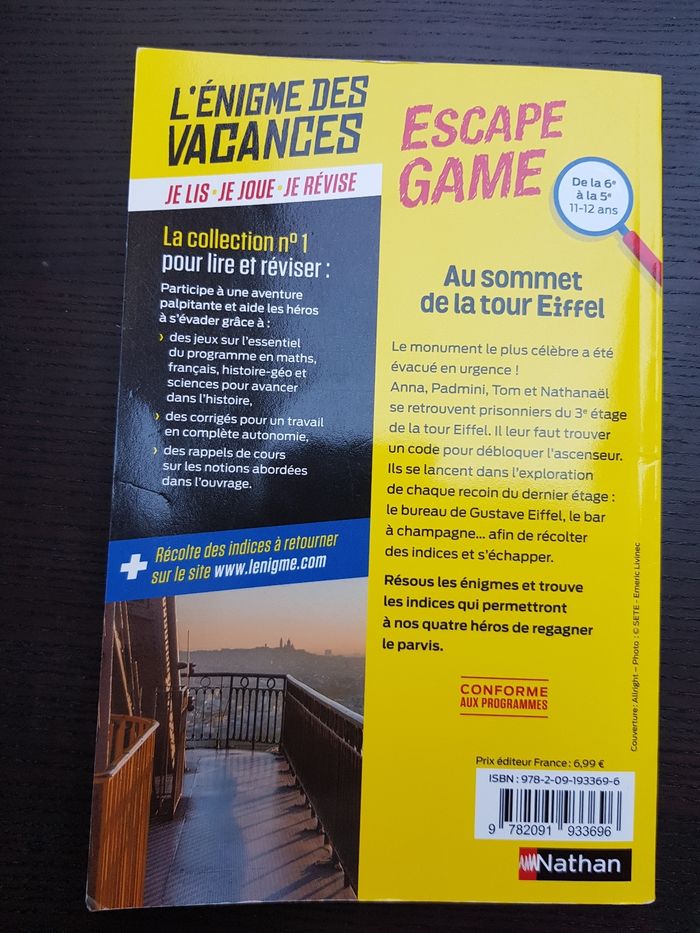 L'ÉNIGME DES
VACANCES
JE LIS • JE JOUE • JE RÉVISE
La collection nº 1
pour lire et réviser :
Participe à une aventure
palpitante et aide les héros
à s'évader grâce à :
› des jeux sur l'essentiel
du programme en maths,
français, histoire-géo et
sciences pour avancer
dans l'histoire,
› des corrigés pour un travail
en complète autonomie,
› des rappels de cours
sur les notions abordées
dans l'ouvrage.
+ Récolte des indices à retourner
sur le site www.lenigme.com
ESCAPE
GAME
De la 6e
à la 5e
11-12 ans
Au sommet
de la tour Eiffel
Le monument le plus célèbre a été
évacué en urgence !
Anna, Padmini, Tom et Nathanaël
se retrouvent prisonniers du 3e étage
de la tour Eiffel. Il leur faut trouver
un code pour débloquer l'ascenseur.
Ils se lancent dans l'exploration
de chaque recoin du dernier étage :
le bureau de Gustave Eiffel, le bar
à champagne... afin de récolter
des indices et s'échapper.
Résous les énigmes et trouve
les indices qui permettront
à nos quatre héros de regagner
le parvis.
CONFORME
AUX PROGRAMMES
Couverture : Allright – Photo : © SETE - Emeric Livinec
Prix éditeur France : 6,99 €
ISBN : 978-2-09-193369-6
9 782091 933696
Nathan